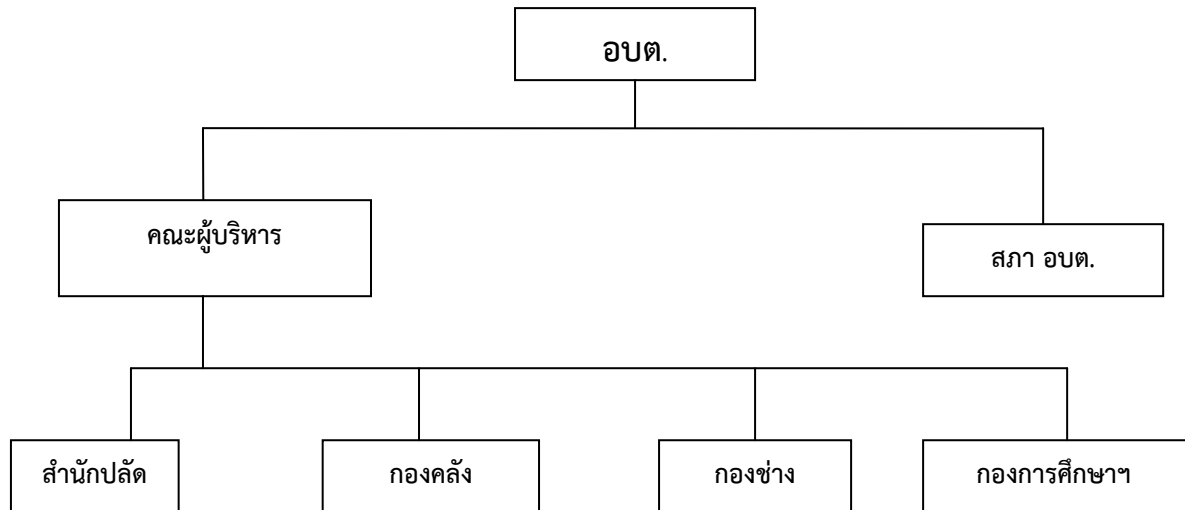 อบต.
คณะผู้บริหาร
สภา อบต.
สำนักปลัด
กองคลัง
กองช่าง
กองการศึกษาฯ